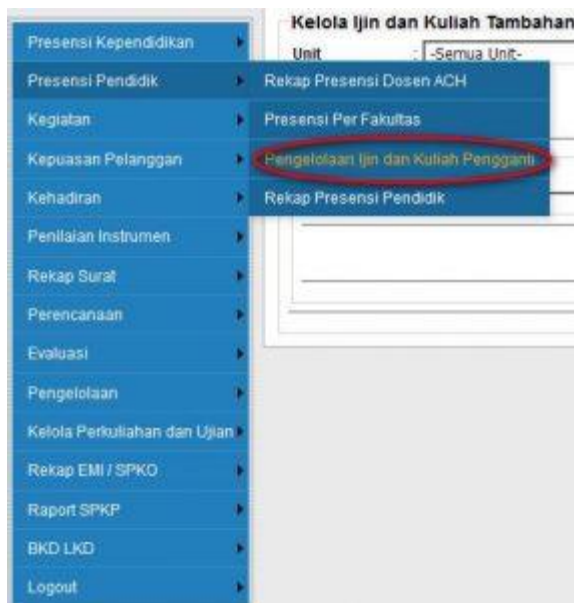 Kelola Ijin dan Kuliah Tambahan
Unit : -Semua Unit-
Presensi Kependidikan
Presensi Pendidik
Rekap Presensi Dosen ACH
Presensi Per Fakultas
Pengelolaan Ijin dan Kuliah Pengganti
Rekap Presensi Pendidik
Kegiatan
Kepuasan Pelanggan
Kehadiran
Penilaian Instrumen
Rekap Surat
Perencanaan
Evaluasi
Pengelolaan
Kelola Perkuliahan dan Ujian
Rekap EMI / SPKO
Raport SPKP
BKD LKD
Logout